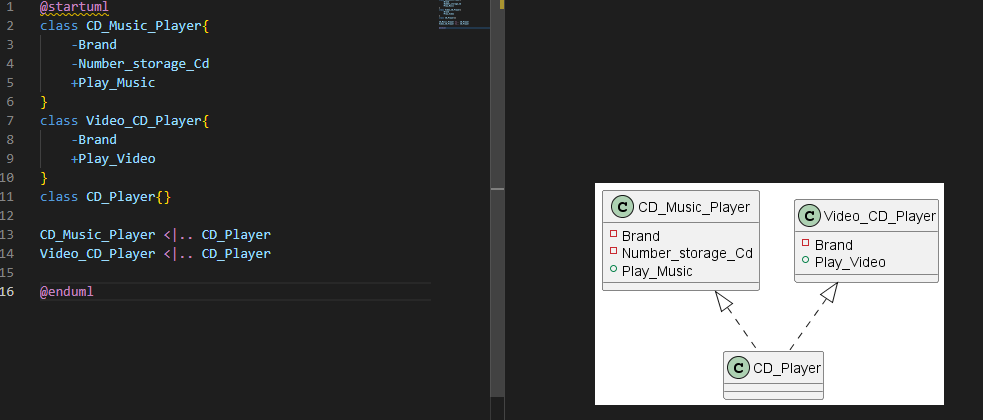 1 @startuml
2 class CD_Music_Player{
3 -Brand
4 -Number_storage_Cd
5 +Play_Music
6 }
7 class Video_CD_Player{
8 -Brand
9 +Play_Video
10 }
11 class CD_Player{}
12
13 CD_Music_Player <|.. CD_Player
14 Video_CD_Player <|.. CD_Player
15
16 @enduml
C CD_Music_Player
Brand
Number_storage_Cd
Play_Music
C Video_CD_Player
Brand
Play_Video
C CD_Player